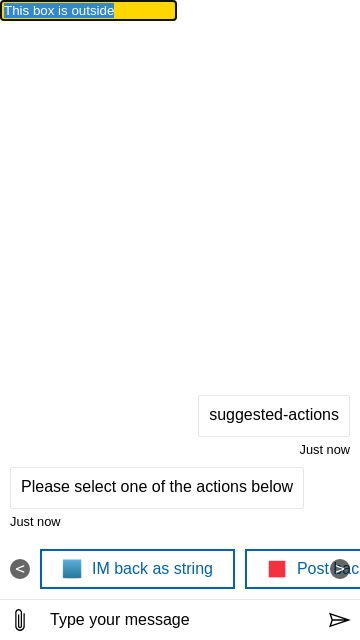 This box is outside
suggested-actions
Just now
Please select one of the actions below
Just now
< IM back as string Post >
Type your message